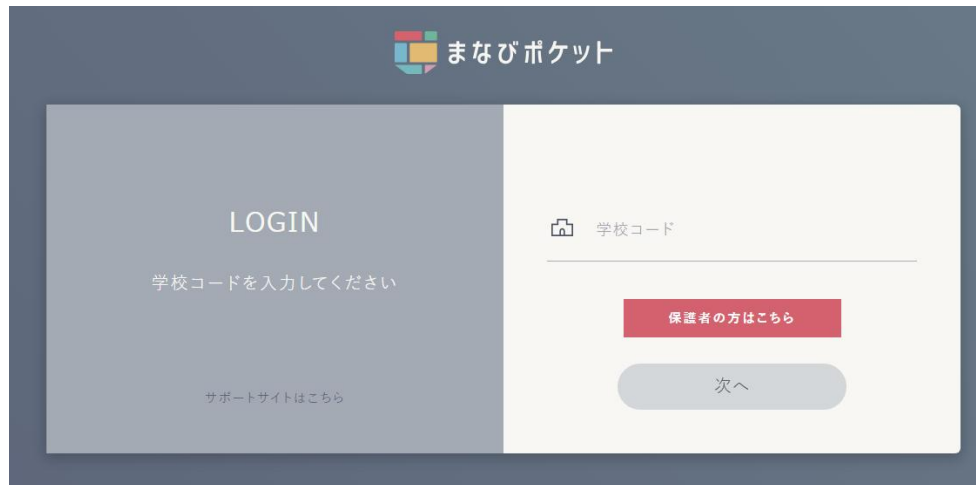 まなびポケット
LOGIN
学校コードを入力してください
サポートサイトはこちら
学校コード
保護者の方はこちら
次へ